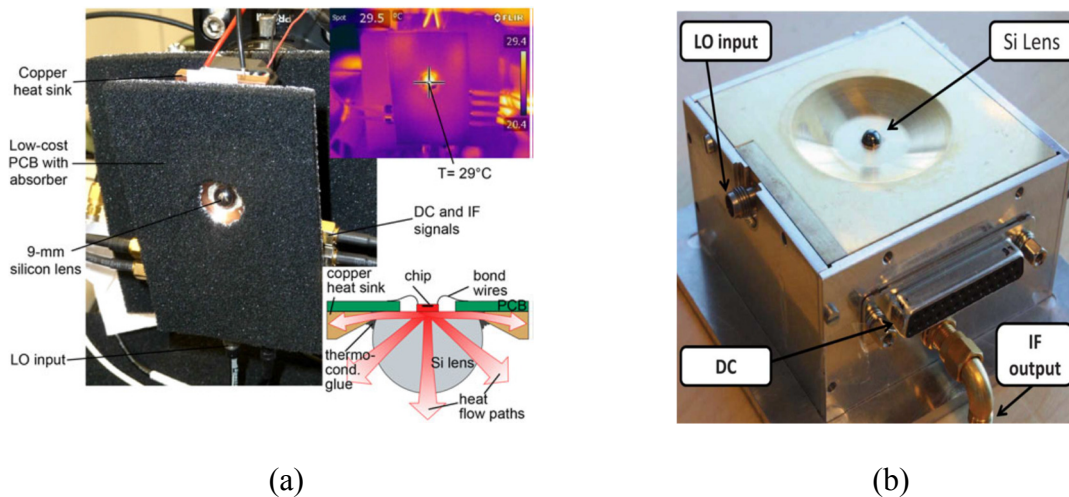 Copper
heat sink
Low-cost
PCB with
absorber
9-mm
silicon lens
LO input
Spot 29.5 °C
FLIR
29.4
20.4
T= 29°C
DC and IF
signals
copper
heat sink
chip
bond
wires
PCB
thermo-
cond.
glue
Si lens
heat
flow paths
LO input
Si Lens
DC
IF
output
(a)
(b)